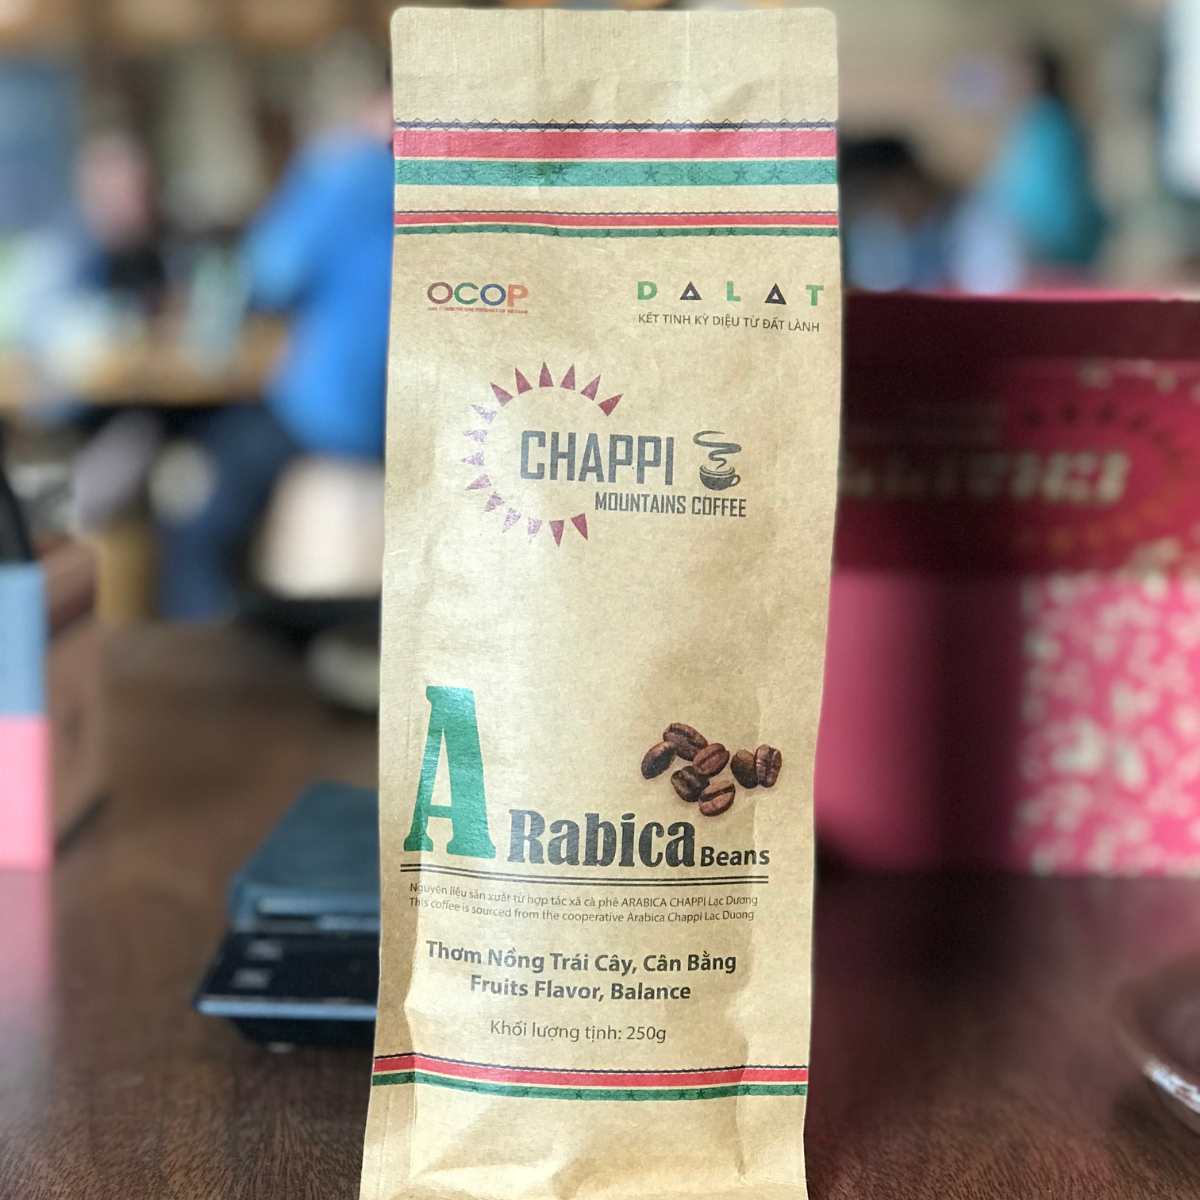 OCOP
DALAT
KẾT TINH KỲ DIỆU TỪ ĐẤT LÀNH
CHAPPI
MOUNTAINS COFFEE
ARabica Beans
Nguyên liệu sản xuất từ hợp tác xã cà phê ARABICA CHAPPI Lạc Dương
This coffee is sourced from the cooperative Arabica Chappi Lac Duong
Thơm Nồng Trái Cây, Cân Bằng
Fruits Flavor, Balance
Khối lượng tịnh: 250g